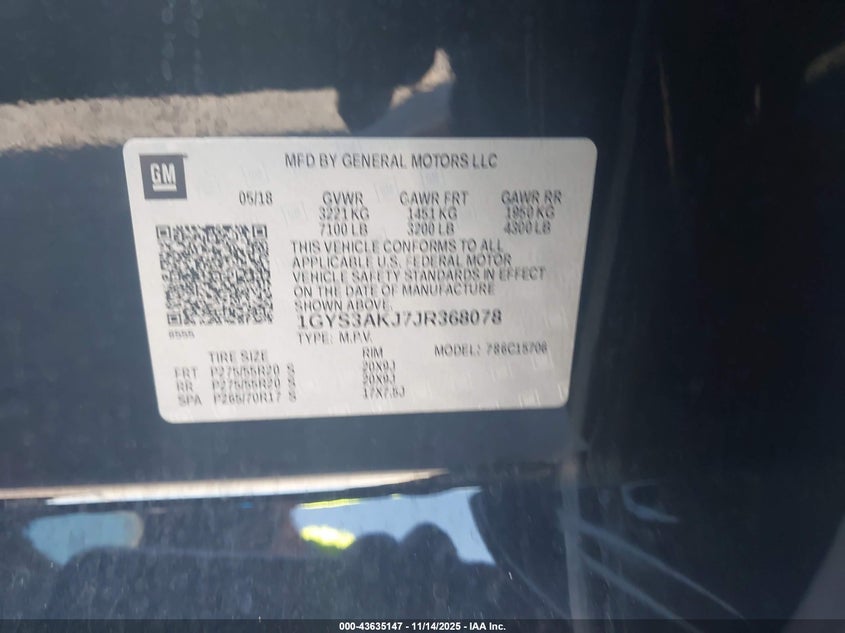 GM
MFD BY GENERAL MOTORS LLC
05/18 GVWR GAWR FRT GAWR RR
3221 KG 1451 KG 1950 KG
7100 LB 3200 LB 4300 LB
THIS VEHICLE CONFORMS TO ALL
APPLICABLE U.S. FEDERAL MOTOR
VEHICLE SAFETY STANDARDS IN EFFECT
ON THE DATE OF MANUFACTURE
SHOWN ABOVE.
1GYS3AKJ7JR368078
TYPE: M.P.V. MODEL: 786C15706
TIRE SIZE RIM
FRT P275/55R20 S 20X9J
RR P275/55R20 S 20X9J
SPA P265/70R17 S 17X7.5J
000-43635147 - 11/14/2025 - IAA Inc.